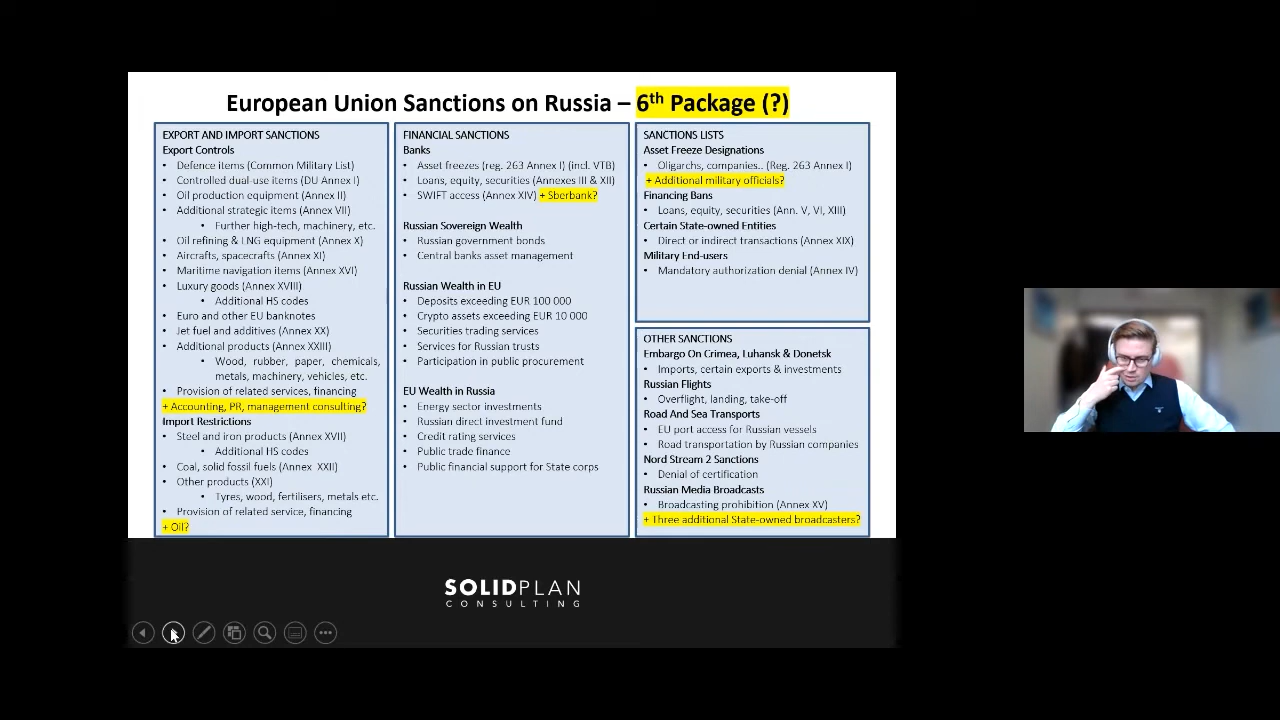 European Union Sanctions on Russia – 6th Package (?)
EXPORT AND IMPORT SANCTIONS
Export Controls
• Defence items (Common Military List)
• Controlled dual-use items (DU Annex I)
• Oil production equipment (Annex II)
• Additional strategic items (Annex VII)
• Further high-tech, machinery, etc.
• Oil refining & LNG equipment (Annex X)
• Aircrafts, spacecrafts (Annex XI)
• Maritime navigation items (Annex XVI)
• Luxury goods (Annex XVIII)
• Additional HS codes
• Euro and other EU banknotes
• Jet fuel and additives (Annex XX)
• Additional products (Annex XXIII)
• Wood, rubber, paper, chemicals,
metals, machinery, vehicles, etc.
• Provision of related services, financing
+ Accounting, PR, management consulting?
Import Restrictions
• Steel and iron products (Annex XVII)
• Additional HS codes
• Coal, solid fossil fuels (Annex XXII)
• Other products (XXI)
• Tyres, wood, fertilisers, metals etc.
• Provision of related service, financing
+ Oil?
FINANCIAL SANCTIONS
Banks
• Asset freezes (reg. 263 Annex I) (incl. VTB)
• Loans, equity, securities (Annexes III & XII)
• SWIFT access (Annex XIV) + Sberbank?
Russian Sovereign Wealth
• Russian government bonds
• Central banks asset management
Russian Wealth in EU
• Deposits exceeding EUR 100 000
• Crypto assets exceeding EUR 10 000
• Securities trading services
• Services for Russian trusts
• Participation in public procurement
EU Wealth in Russia
• Energy sector investments
• Russian direct investment fund
• Credit rating services
• Public trade finance
• Public financial support for State corps
SANCTIONS LISTS
Asset Freeze Designations
• Oligarchs, companies.. (Reg. 263 Annex I)
+ Additional military officials?
Financing Bans
• Loans, equity, securities (Ann. V, VI, XIII)
Certain State-owned Entities
• Direct or indirect transactions (Annex XIX)
Military End-users
• Mandatory authorization denial (Annex IV)
OTHER SANCTIONS
Embargo On Crimea, Luhansk & Donetsk
• Imports, certain exports & investments
Russian Flights
• Overflight, landing, take-off
Road And Sea Transports
• EU port access for Russian vessels
• Road transportation by Russian companies
Nord Stream 2 Sanctions
• Denial of certification
Russian Media Broadcasts
• Broadcasting prohibition (Annex XV)
+ Three additional State-owned broadcasters?
SOLIDPLAN
CONSULTING